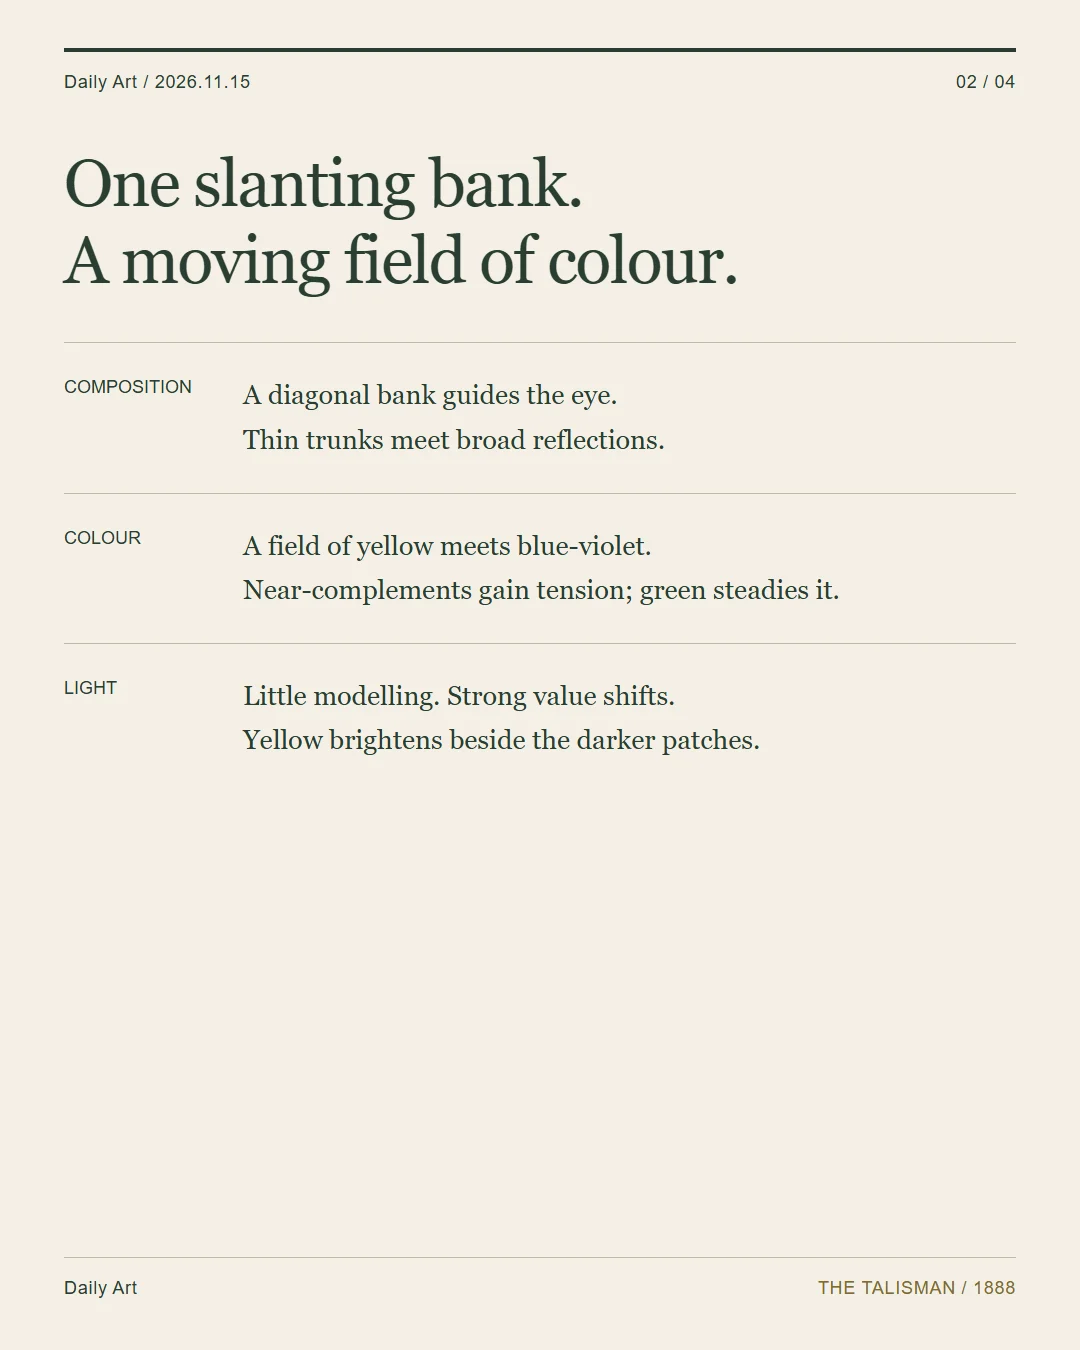 Daily Art / 2026.11.15
02 / 04
One slanting bank.
A moving field of colour.
COMPOSITION
A diagonal bank guides the eye.
Thin trunks meet broad reflections.
COLOUR
A field of yellow meets blue-violet.
Near-complements gain tension; green steadies it.
LIGHT
Little modelling. Strong value shifts.
Yellow brightens beside the darker patches.
Daily Art
THE TALISMAN / 1888